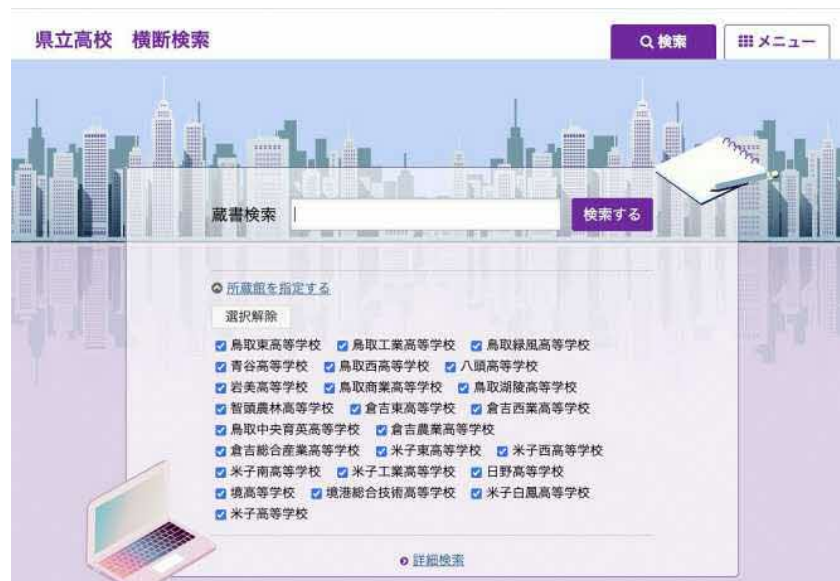 県立高校 横断検索
検索
メニュー
蔵書検索
検索する
所蔵館を指定する
選択解除
鳥取東高等学校 鳥取工業高等学校 鳥取緑風高等学校
青谷高等学校 鳥取西高等学校 八頭高等学校
岩美高等学校 鳥取商業高等学校 鳥取湖陵高等学校
智頭農林高等学校 倉吉東高等学校 倉吉西業高等学校
鳥取中央育英高等学校 倉吉農業高等学校
倉吉総合産業高等学校 米子東高等学校 米子西高等学校
米子南高等学校 米子工業高等学校 日野高等学校
境高等学校 境港総合技術高等学校 米子白鳳高等学校
米子高等学校
詳細検索